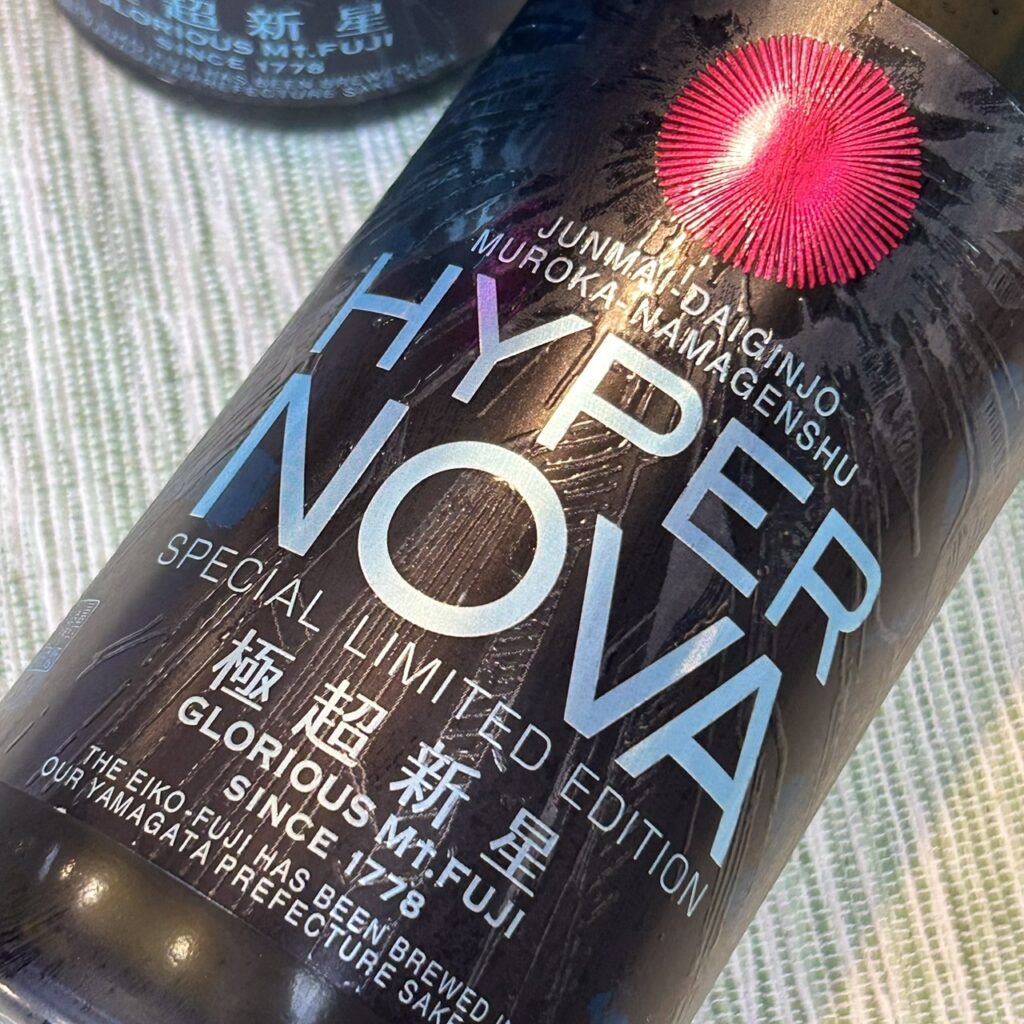 超新星
GLORIOUS Mt.FUJI
SINCE 1778
JUNMAI-DAIGINJO
MUROKA-NAMAGENSHU
HYPER
NOVA
SPECIAL LIMITED EDITION
極超新星
GLORIOUS Mt.FUJI
SINCE 1778
THE EIKO-FUJI HAS BEEN BREWED
OUR YAMAGATA PREFECTURE SAKE